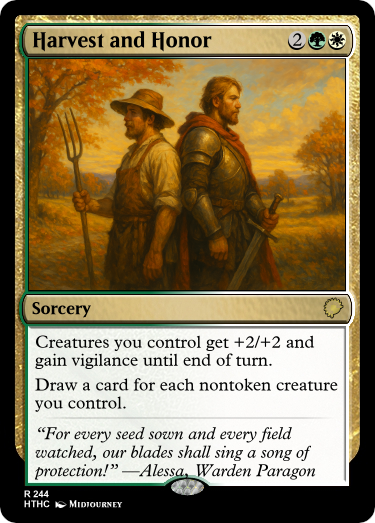 Harvest and Honor 2
Sorcery
Creatures you control get +2/+2 and
gain vigilance until end of turn.
Draw a card for each nontoken creature
you control.
“For every seed sown and every field
watched, our blades shall sing a song of
protection!” —Alessa, Warden Paragon
R 244
HTHC Midjourney